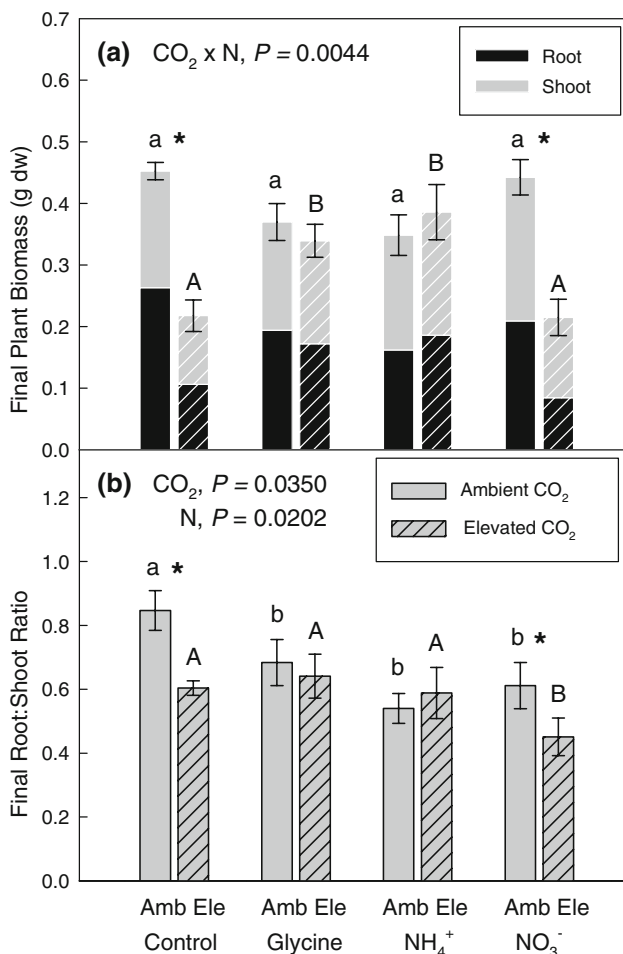 0.7
(a) CO₂ x N, P = 0.0044
Root
Shoot
0.6
0.5
0.4
0.3
0.2
0.1
0.0
Final Plant Biomass (g dw)
a *
A
a
B
a
B
a *
A
(b) CO₂, P = 0.0350
N, P = 0.0202
Ambient CO₂
Elevated CO₂
1.2
1.0
0.8
0.6
0.4
0.2
0.0
Final Root:Shoot Ratio
a *
A
b
A
b
A
b *
B
Amb Ele Amb Ele Amb Ele Amb Ele
Control Glycine NH₄⁺ NO₃⁻